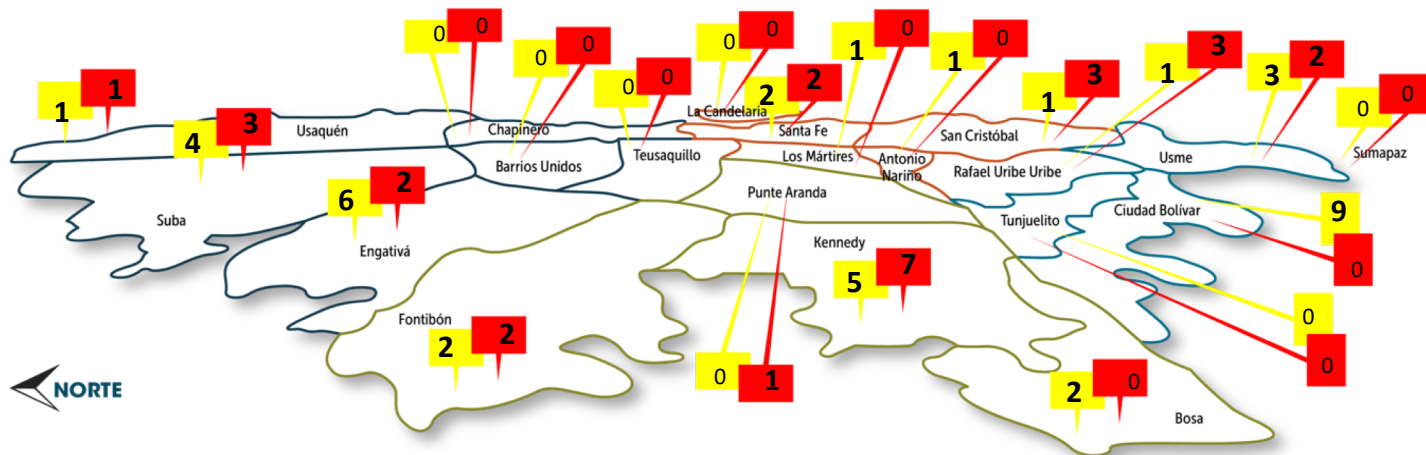 0 0
0 0
0 0
0 0
2 2
1 0
1 0
1 3
1 3
3 2
0 0
1 1
4 3
6 2
Usaquén
Chapinero
La Candelaria
Santa Fe
San Cristóbal
Sumapaz
Barrios Unidos
Teusaquillo
Los Mártires
Antonio
Nariño
Rafael Uribe Uribe
Usme
Suba
Engativá
Punte Aranda
Tunjuelito
Ciudad Bolívar
9
0
Kennedy
5 7
0
0
Fontibón
2 2
0 1
2 0
Bosa
NORTE